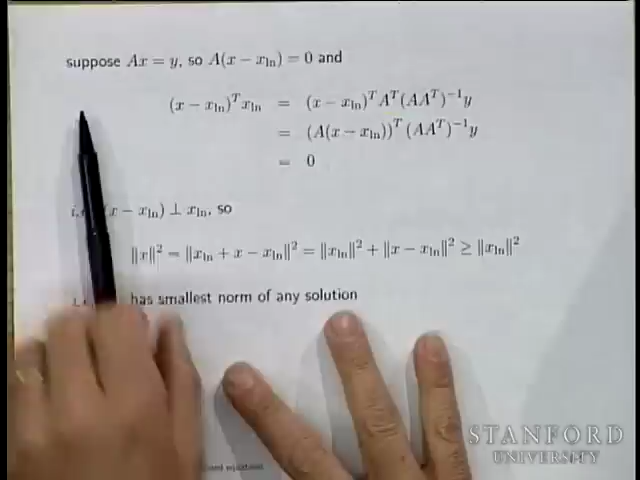 suppose Ax = y, so A(x − x_ln) = 0 and
(x − x_ln)^T x_ln = (x − x_ln)^T A^T (AA^T)^−1 y
= (A(x − x_ln))^T (AA^T)^−1 y
= 0
x − x_ln) ⊥ x_ln, so
‖x‖^2 = ‖x_ln + x − x_ln‖^2 = ‖x_ln‖^2 + ‖x − x_ln‖^2 ≥ ‖x_ln‖^2
has smallest norm of any solution
equations
STANFORD
UNIVERSITY